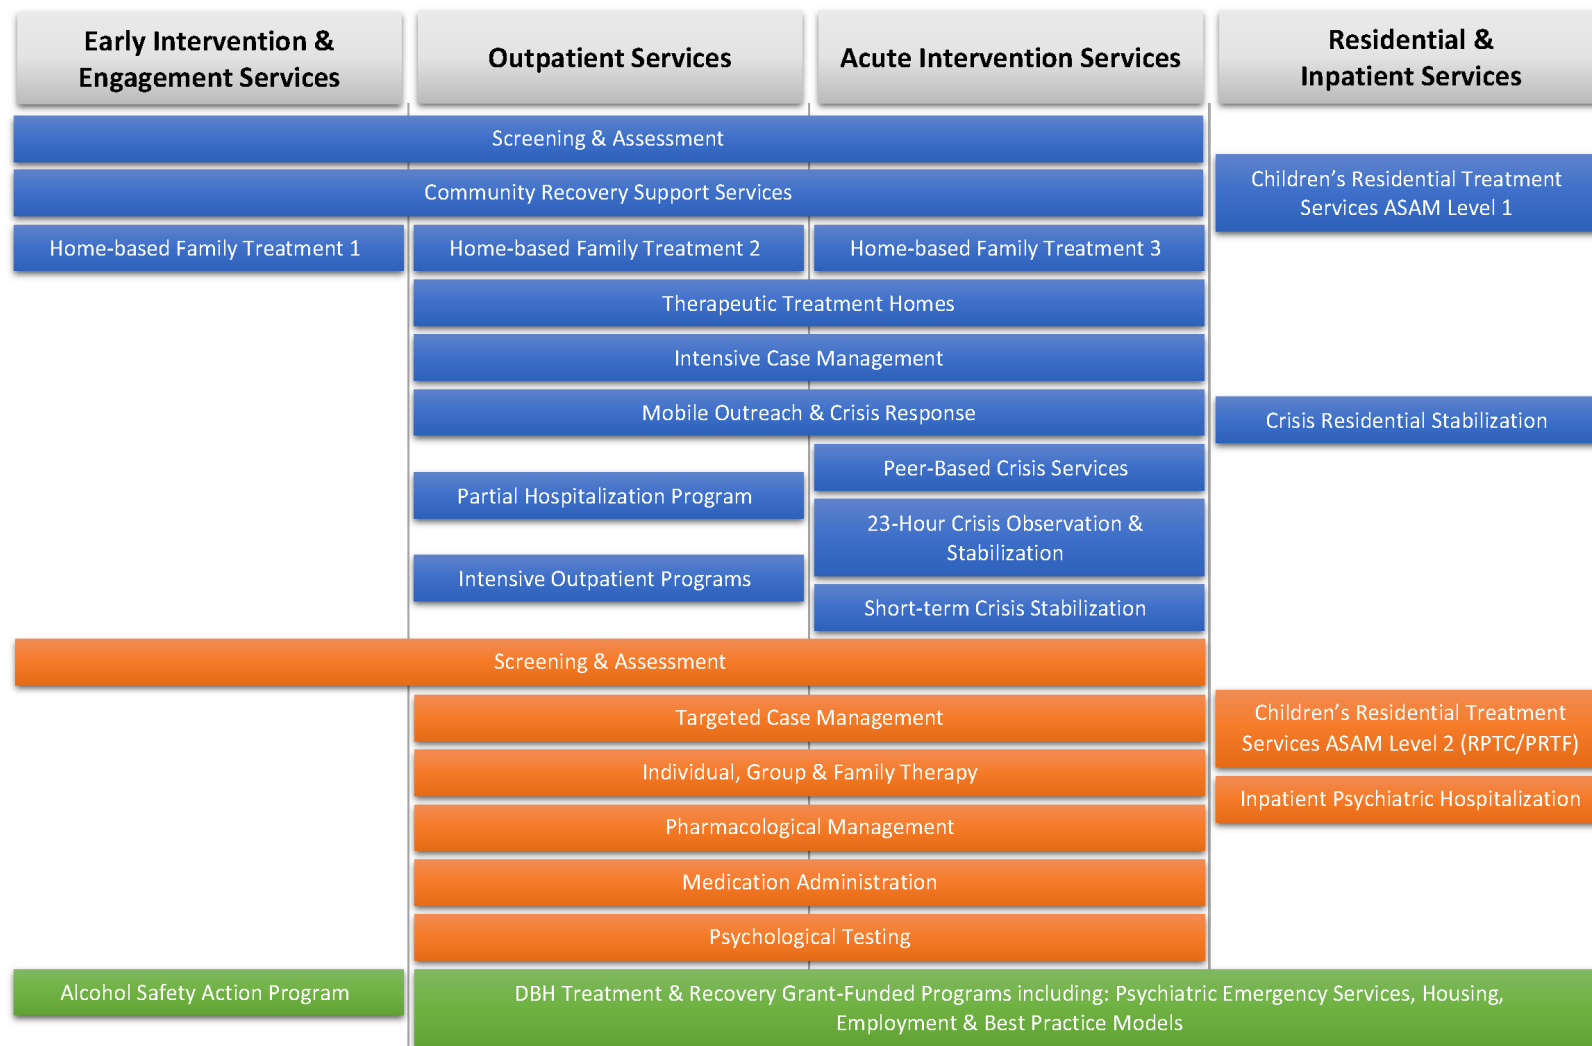 Early Intervention &
Engagement Services
Outpatient Services
Acute Intervention Services
Residential &
Inpatient Services
Screening & Assessment
Community Recovery Support Services
Children’s Residential Treatment
Services ASAM Level 1
Home-based Family Treatment 1
Home-based Family Treatment 2
Home-based Family Treatment 3
Therapeutic Treatment Homes
Intensive Case Management
Mobile Outreach & Crisis Response
Crisis Residential Stabilization
Peer-Based Crisis Services
Partial Hospitalization Program
23-Hour Crisis Observation &
Stabilization
Intensive Outpatient Programs
Short-term Crisis Stabilization
Screening & Assessment
Targeted Case Management
Children’s Residential Treatment
Services ASAM Level 2 (RPTC/PRTF)
Individual, Group & Family Therapy
Inpatient Psychiatric Hospitalization
Pharmacological Management
Medication Administration
Psychological Testing
Alcohol Safety Action Program
DBH Treatment & Recovery Grant-Funded Programs including: Psychiatric Emergency Services, Housing,
Employment & Best Practice Models